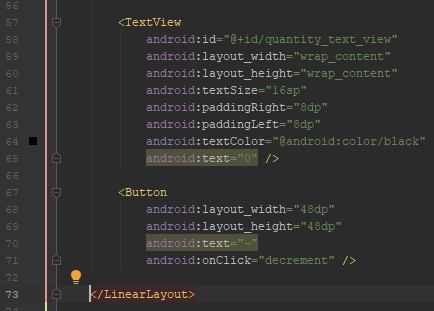 56
57 <TextView
58 android:id="@+id/quantity_text_view"
59 android:layout_width="wrap_content"
60 android:layout_height="wrap_content"
61 android:textSize="16sp"
62 android:paddingRight="8dp"
63 android:paddingLeft="8dp"
64 android:textColor="@android:color/black"
65 android:text="0" />
66
67 <Button
68 android:layout_width="48dp"
69 android:layout_height="48dp"
70 android:text="-"
71 android:onClick="decrement" />
72
73 </LinearLayout>
74